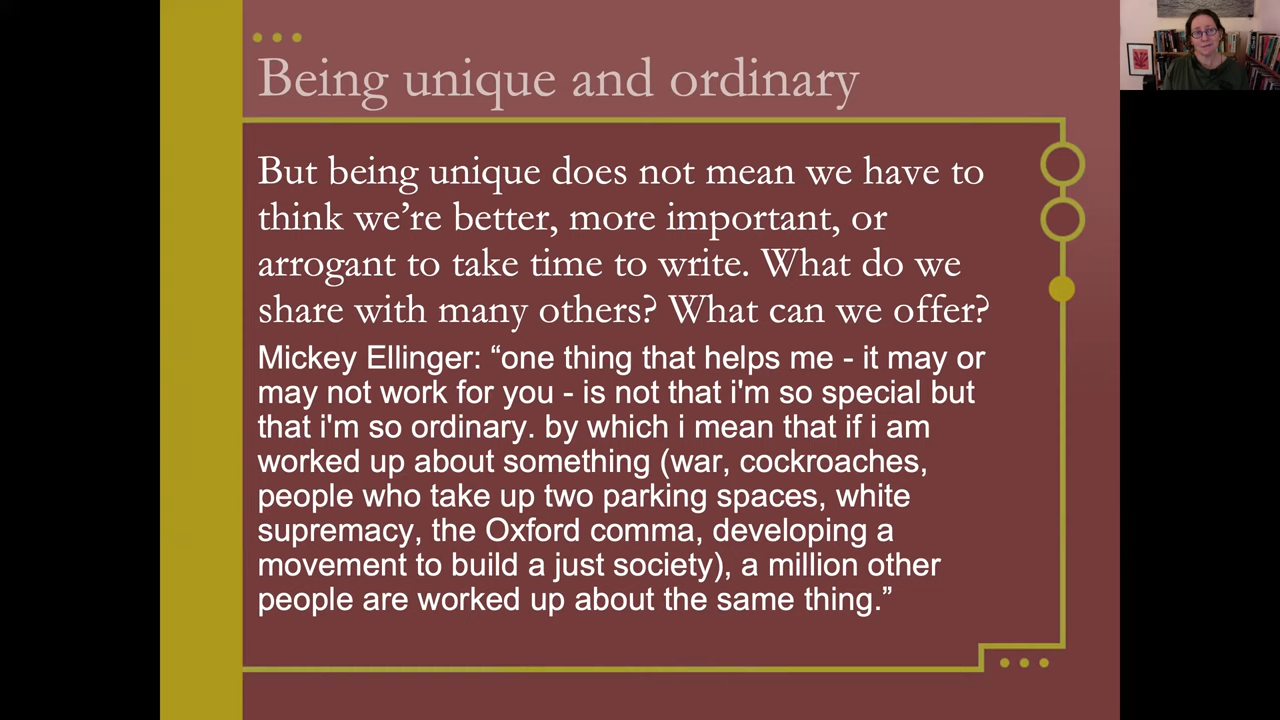 Being unique and ordinary
But being unique does not mean we have to
think we’re better, more important, or
arrogant to take time to write. What do we
share with many others? What can we offer?
Mickey Ellinger: “one thing that helps me - it may or
may not work for you - is not that i'm so special but
that i'm so ordinary. by which i mean that if i am
worked up about something (war, cockroaches,
people who take up two parking spaces, white
supremacy, the Oxford comma, developing a
movement to build a just society), a million other
people are worked up about the same thing.”